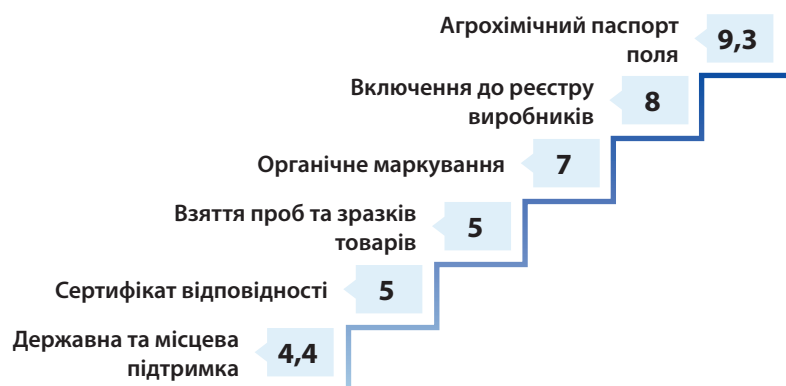 Агрохімічний паспорт
поля
9,3
Включення до реєстру
виробників
8
Органічне маркування
7
Взяття проб та зразків
товарів
5
Сертифікат відповідності
5
Державна та місцева
підтримка
4,4